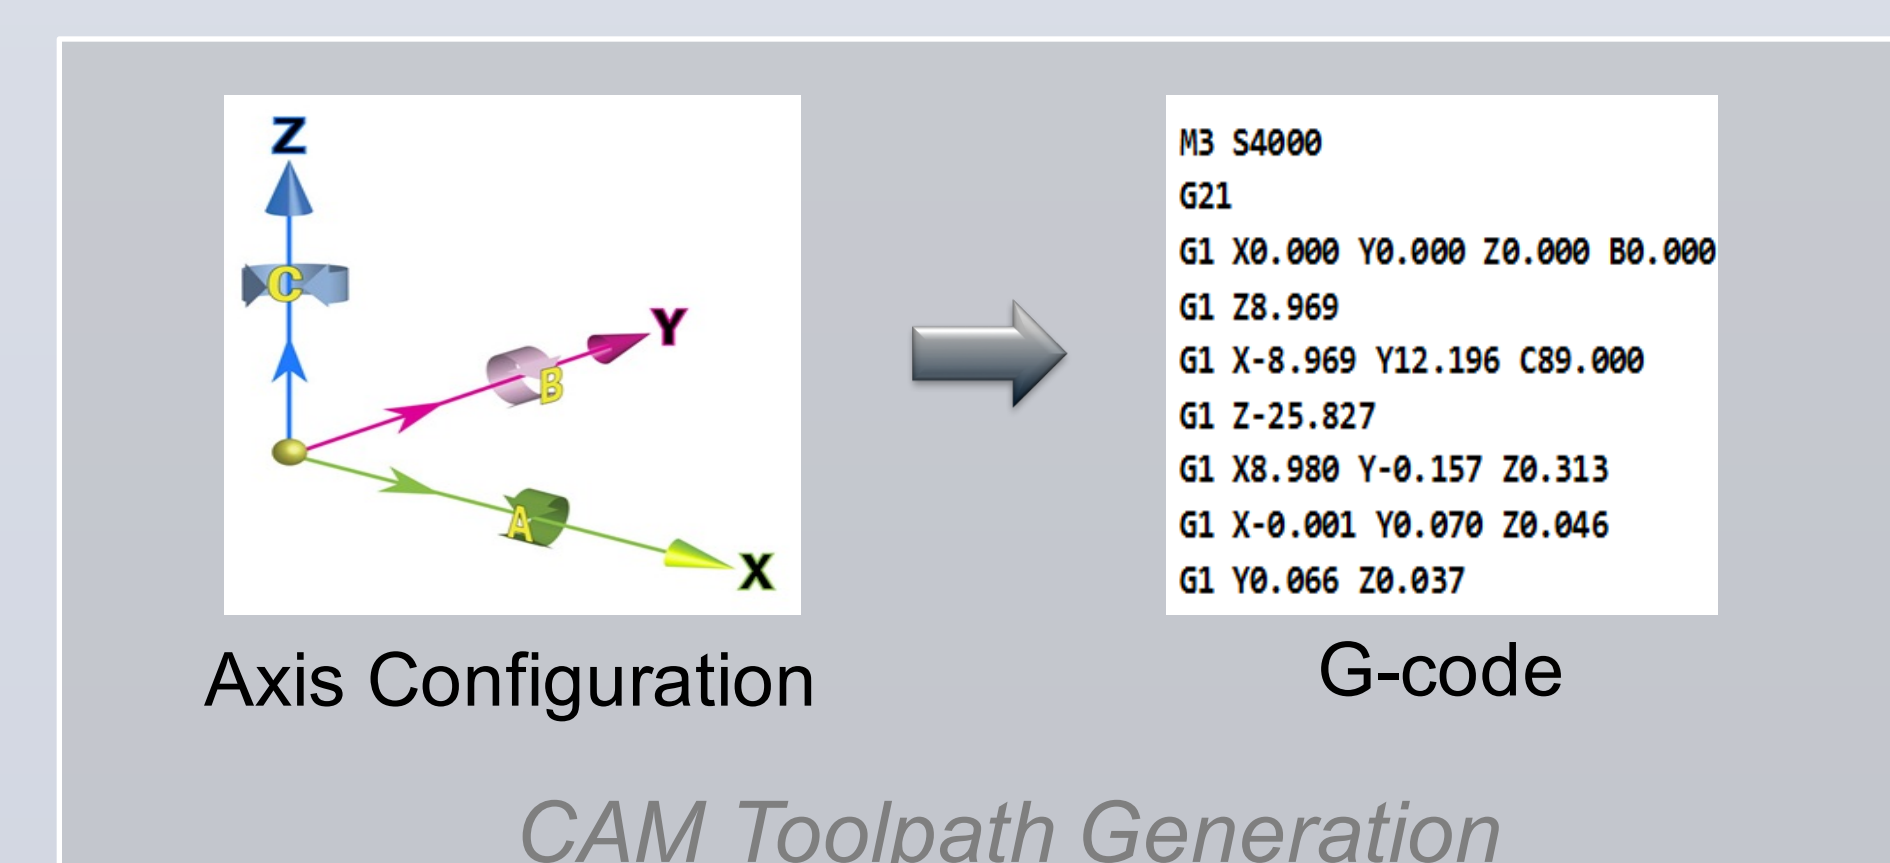 Z
C
Y
B
A
X
Axis Configuration
M3 S4000
G21
G1 X0.000 Y0.000 Z0.000 B0.000
G1 Z8.969
G1 X-8.969 Y12.196 C89.000
G1 Z-25.827
G1 X8.980 Y-0.157 Z0.313
G1 X-0.001 Y0.070 Z0.046
G1 Y0.066 Z0.037
G-code
CAM Toolpath Generation